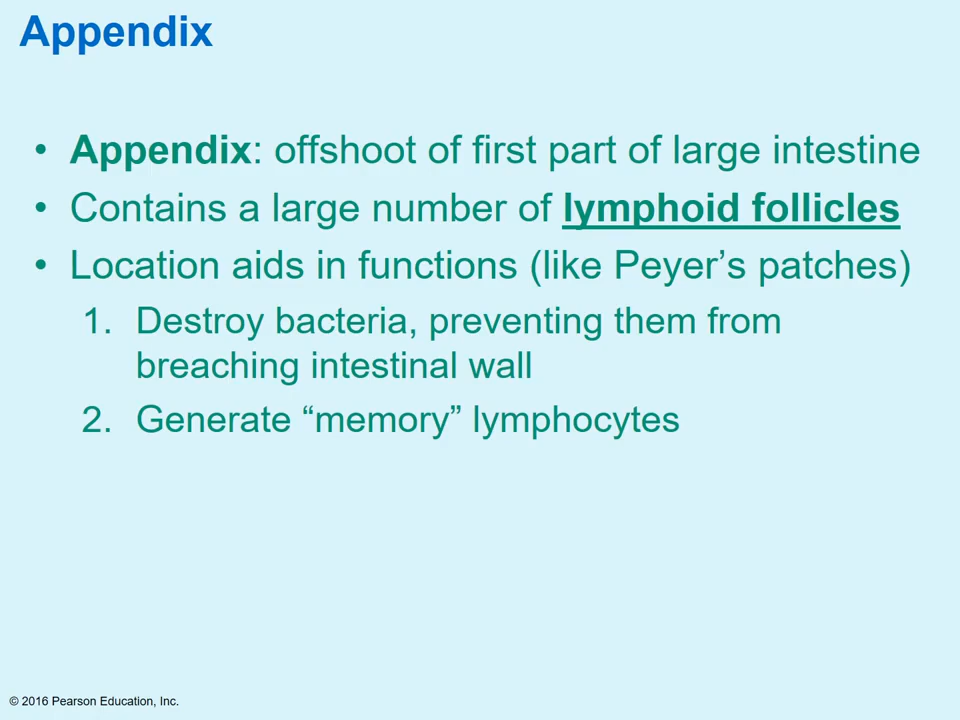 Appendix
• Appendix: offshoot of first part of large intestine
• Contains a large number of lymphoid follicles
• Location aids in functions (like Peyer’s patches)
1. Destroy bacteria, preventing them from
breaching intestinal wall
2. Generate “memory” lymphocytes
© 2016 Pearson Education, Inc.